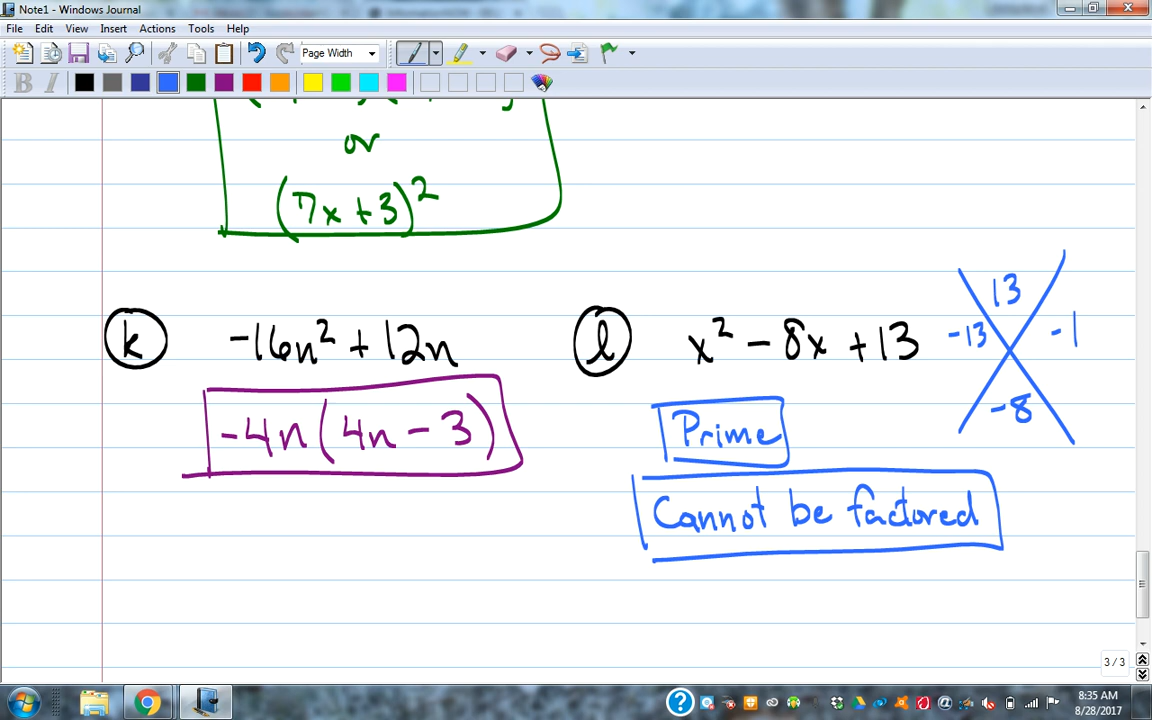 Note1 - Windows Journal
File Edit View Insert Actions Tools Help
Page Width
B I
or
(7x + 3)²
k -16n² + 12n
-4n(4n - 3)
l x² - 8x + 13
13
-13 -1
-8
Prime
Cannot be factored
3 / 3
8:35 AM
8/28/2017